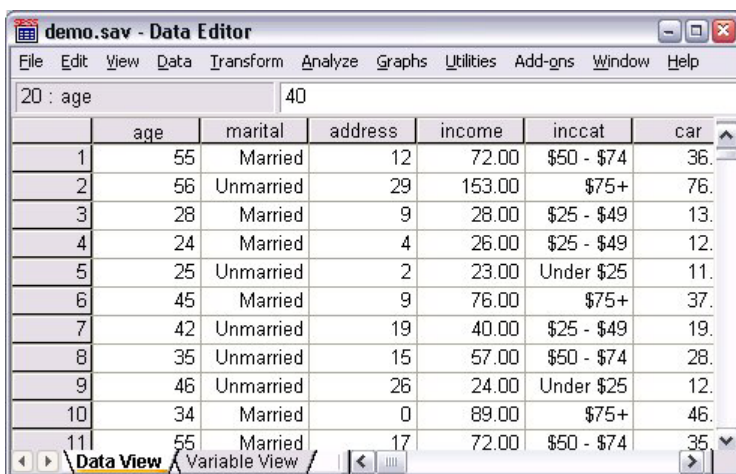 demo.sav - Data Editor
File Edit View Data Transform Analyze Graphs Utilities Add-ons Window Help
20 : age 40
age marital address income inccat car
1 55 Married 12 72.00 $50 - $74 36.
2 56 Unmarried 29 153.00 $75+ 76.
3 28 Married 9 28.00 $25 - $49 13.
4 24 Married 4 26.00 $25 - $49 12.
5 25 Unmarried 2 23.00 Under $25 11.
6 45 Married 9 76.00 $75+ 37.
7 42 Unmarried 19 40.00 $25 - $49 19.
8 35 Unmarried 15 57.00 $50 - $74 28.
9 46 Unmarried 26 24.00 Under $25 12.
10 34 Married 0 89.00 $75+ 46.
11 55 Married 17 72.00 $50 - $74 35
Data View Variable View